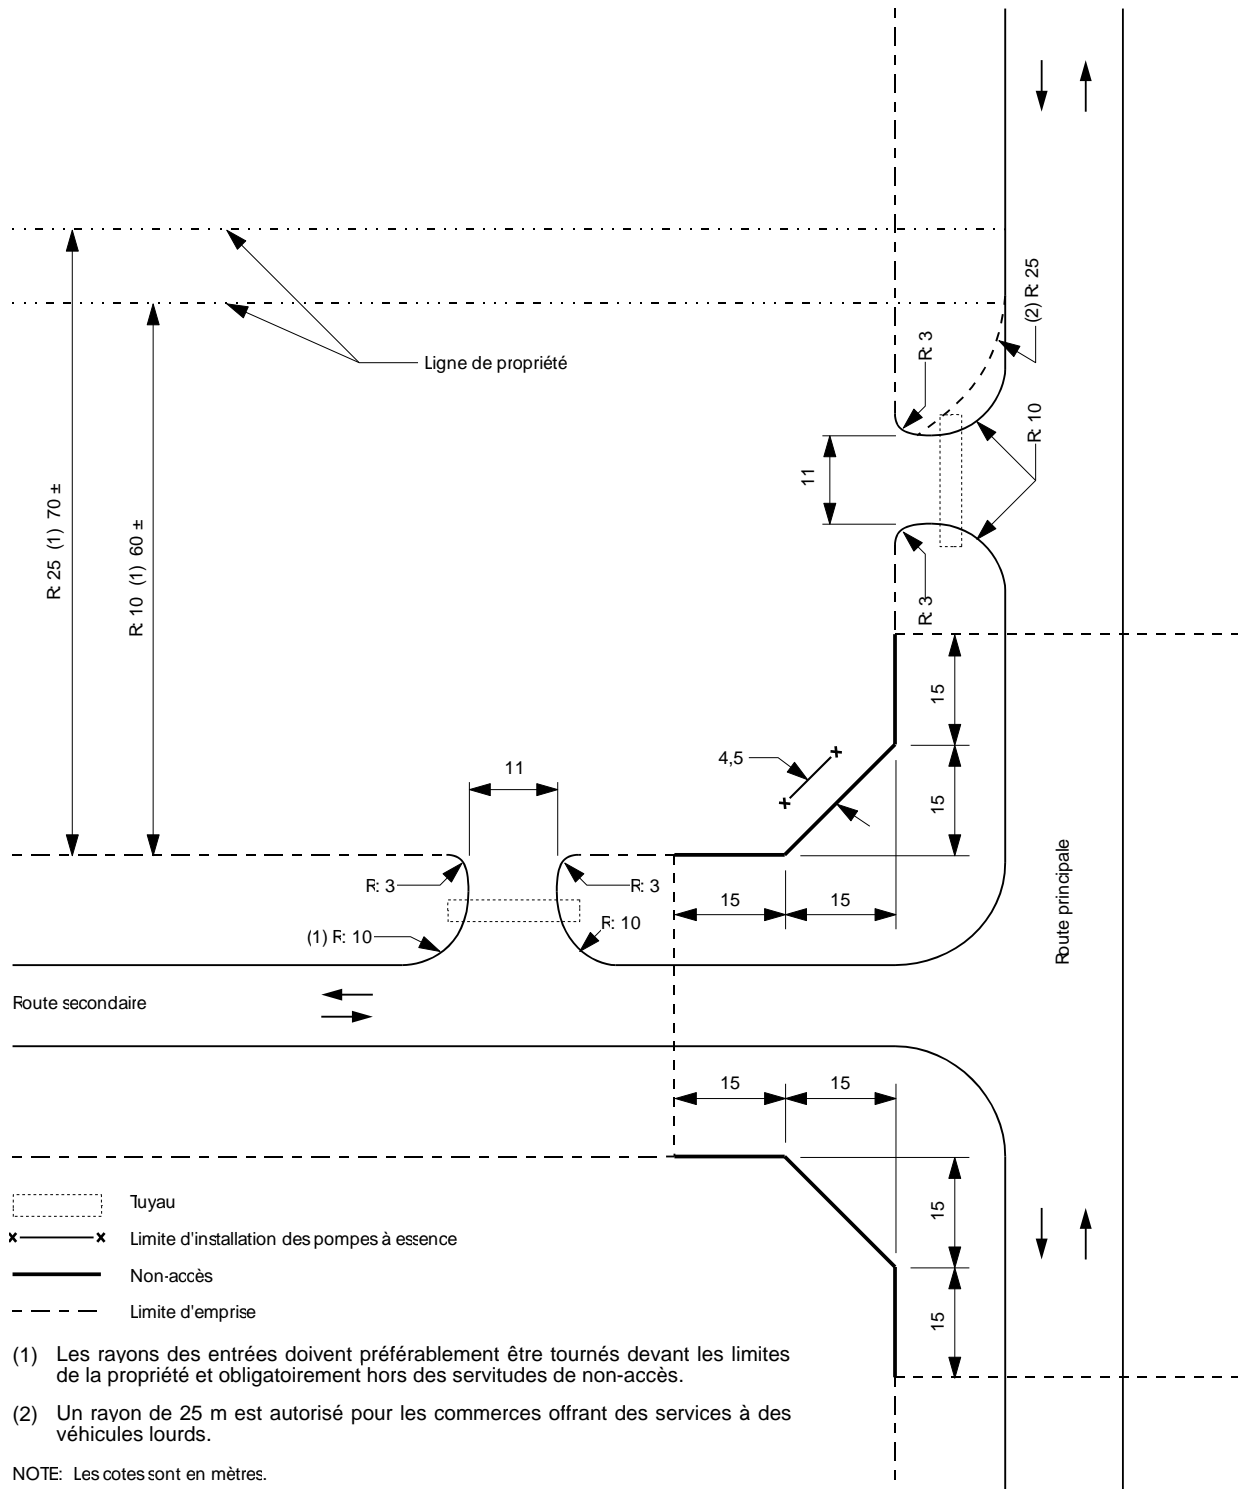 (2) R: 25
R: 3
Ligne de propriété
R: 10
11
R: 25 (1) 70 ±
R: 10 (1) 60 ±
R: 3
15
4,5
11
15
R: 3
R: 3
15
15
(1) R: 10
R: 10
Route principale
Route secondaire
15
15
15
15
Tuyau
Limite d'installation des pompes à essence
Non-accès
Limite d'emprise
(1) Les rayons des entrées doivent préférablement être tournés devant les limites
de la propriété et obligatoirement hors des servitudes de non-accès.
(2) Un rayon de 25 m est autorisé pour les commerces offrant des services à des
véhicules lourds.
NOTE: Les cotes sont en mètres.